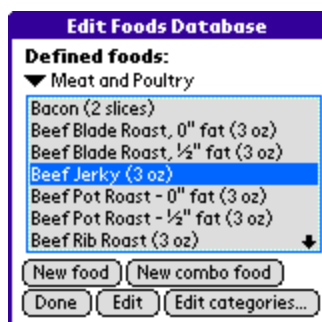 Edit Foods Database
Defined foods:
Meat and Poultry
Bacon (2 slices)
Beef Blade Roast, 0" fat (3 oz)
Beef Blade Roast, ½" fat (3 oz)
Beef Jerky (3 oz)
Beef Pot Roast - 0" fat (3 oz)
Beef Pot Roast - ½" fat (3 oz)
Beef Rib Roast (3 oz)
New food New combo food
Done Edit Edit categories...